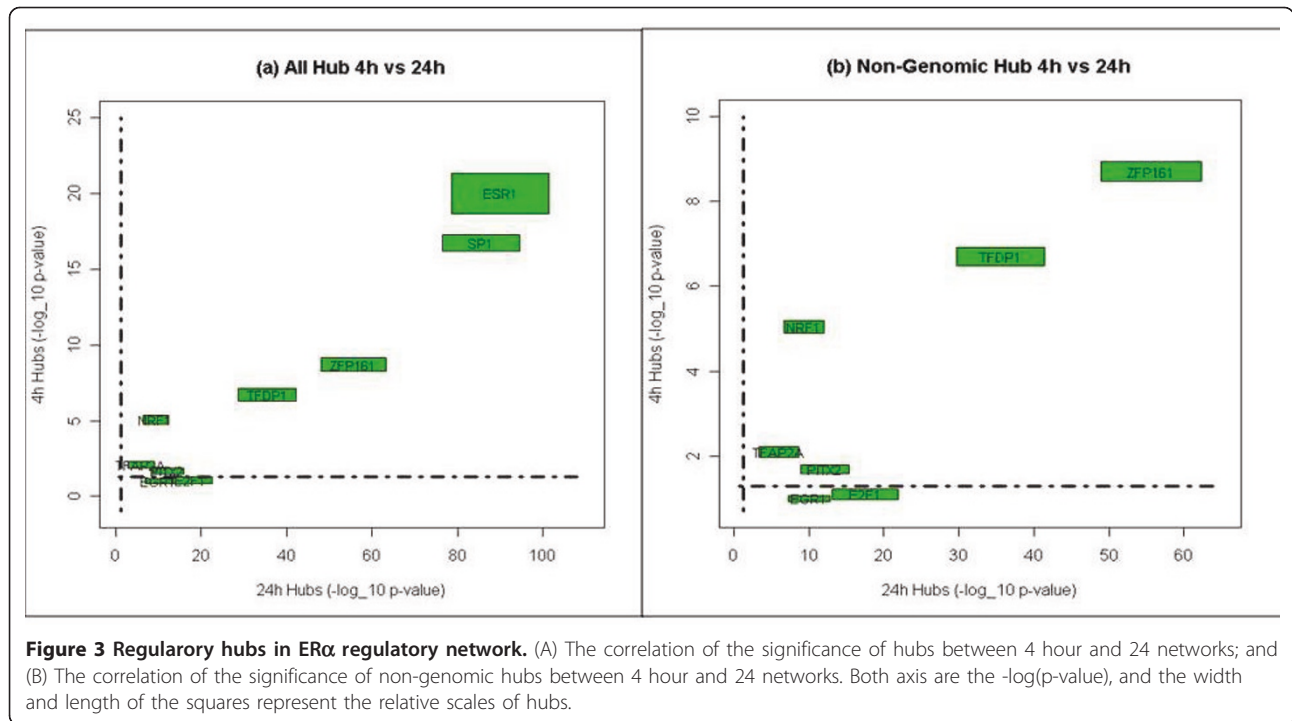 (a) All Hub 4h vs 24h
4h Hubs (-log_10 p-value)
25
20
15
10
5
0
ESR1
SP1
ZFP161
TFDP1
NRF1
0 20 40 60 80 100
24h Hubs (-log_10 p-value)
(b) Non-Genomic Hub 4h vs 24h
4h Hubs (-log_10 p-value)
10
8
6
4
2
ZFP161
TFDP1
NRF1
TFAP2A
PITX2
E2F1
EGR1
0 10 20 30 40 50 60
24h Hubs (-log_10 p-value)
Figure 3 Regularory hubs in ERα regulatory network. (A) The correlation of the significance of hubs between 4 hour and 24 networks; and
(B) The correlation of the significance of non-genomic hubs between 4 hour and 24 networks. Both axis are the -log(p-value), and the width
and length of the squares represent the relative scales of hubs.